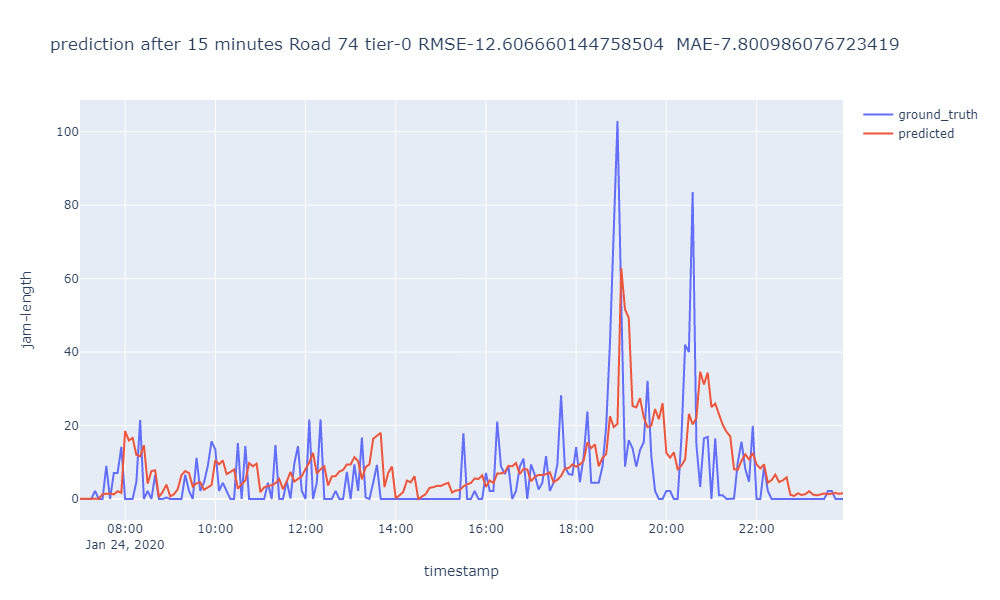 prediction after 15 minutes Road 74 tier-0 RMSE-12.606660144758504  MAE-7.800986076723419
ground_truth
predicted
100
80
60
40
20
0
jam-length
08:00 10:00 12:00 14:00 16:00 18:00 20:00 22:00
Jan 24, 2020
timestamp